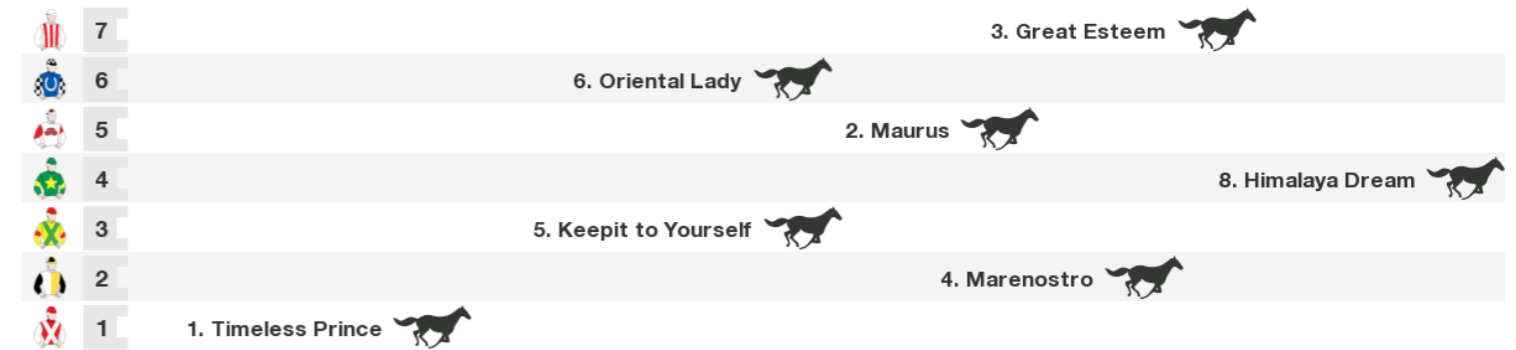 7 3. Great Esteem
6 6. Oriental Lady
5 2. Maurus
4 8. Himalaya Dream
3 5. Keepit to Yourself
2 4. Marenostro
1 1. Timeless Prince